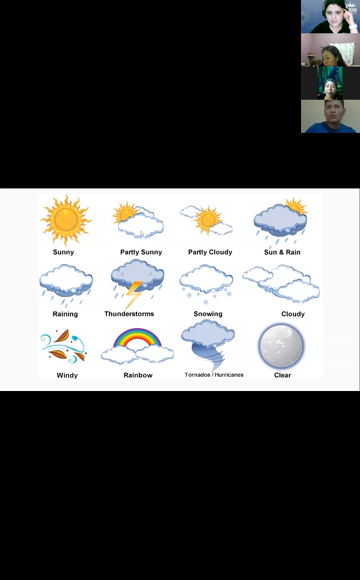 Sunny Partly Sunny Partly Cloudy Sun & Rain
Raining Thunderstorms Snowing Cloudy
Windy Rainbow Tornados / Hurricanes Clear